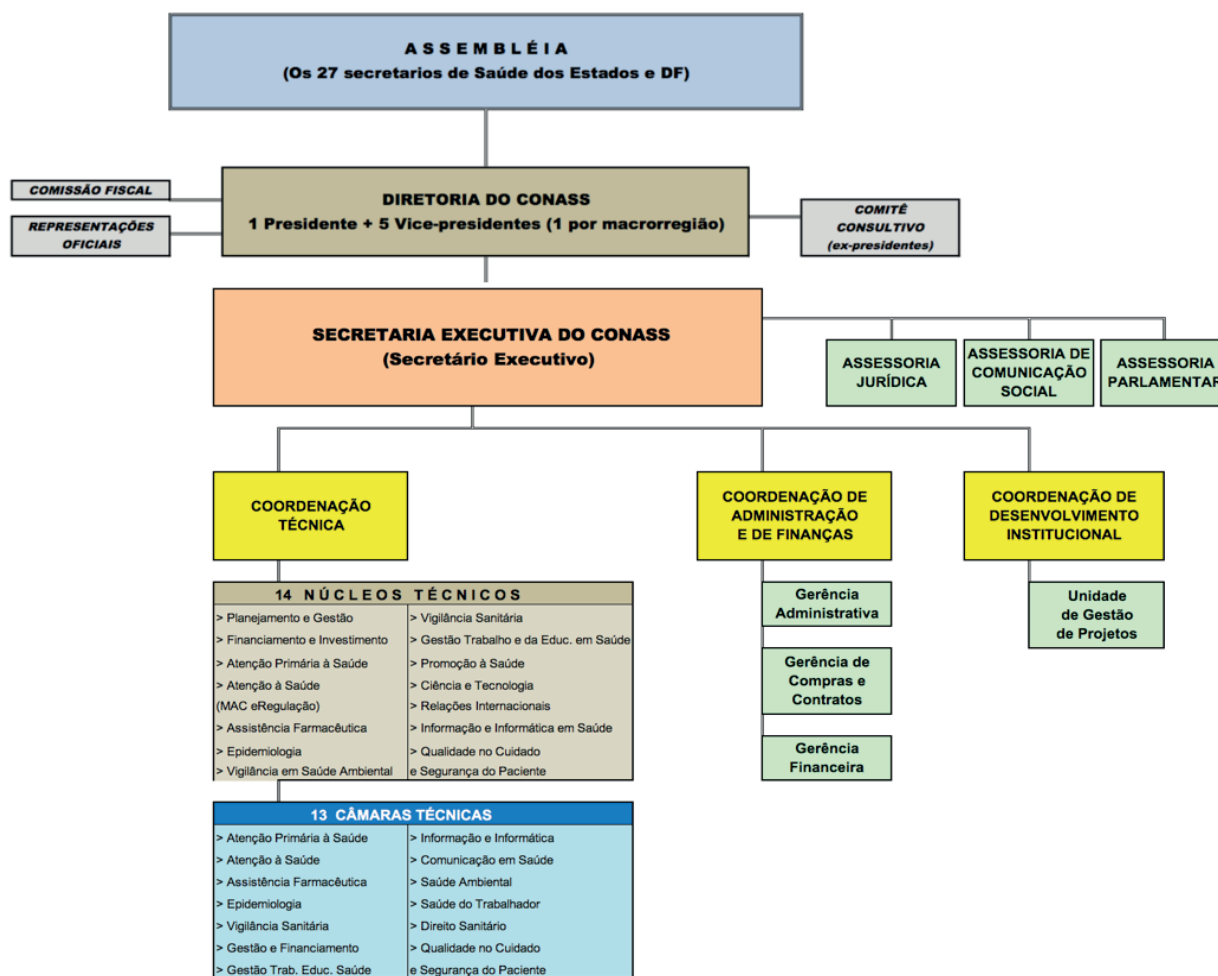 ASSEMBLÉIA
(Os 27 secretarios de Saúde dos Estados e DF)
COMISSÃO FISCAL
REPRESENTAÇÕES
OFICIAIS
DIRETORIA DO CONASS
1 Presidente + 5 Vice-presidentes (1 por macrorregião)
COMITÊ
CONSULTIVO
(ex-presidentes)
SECRETARIA EXECUTIVA DO CONASS
(Secretário Executivo)
ASSESSORIA
JURÍDICA
ASSESSORIA DE
COMUNICAÇÃO
SOCIAL
ASSESSORIA
PARLAMENTAR
COORDENAÇÃO
TÉCNICA
COORDENAÇÃO DE
ADMINISTRAÇÃO
E DE FINANÇAS
COORDENAÇÃO DE
DESENVOLVIMENTO
INSTITUCIONAL
14 NÚCLEOS TÉCNICOS
> Planejamento e Gestão
> Financiamento e Investimento
> Atenção Primária à Saúde
> Atenção à Saúde
(MAC eRegulação)
> Assistência Farmacêutica
> Epidemiologia
> Vigilância em Saúde Ambiental
> Vigilância Sanitária
> Gestão Trabalho e da Educ. em Saúde
> Promoção à Saúde
> Ciência e Tecnologia
> Relações Internacionais
> Informação e Informática em Saúde
> Qualidade no Cuidado
e Segurança do Paciente
Gerência
Administrativa
Gerência de
Compras e
Contratos
Gerência
Financeira
Unidade
de Gestão
de Projetos
13 CÂMARAS TÉCNICAS
> Atenção Primária à Saúde
> Atenção à Saúde
> Assistência Farmacêutica
> Epidemiologia
> Vigilância Sanitária
> Gestão e Financiamento
> Gestão Trab. Educ. Saúde
> Informação e Informática
> Comunicação em Saúde
> Saúde Ambiental
> Saúde do Trabalhador
> Direito Sanitário
> Qualidade no Cuidado
e Segurança do Paciente